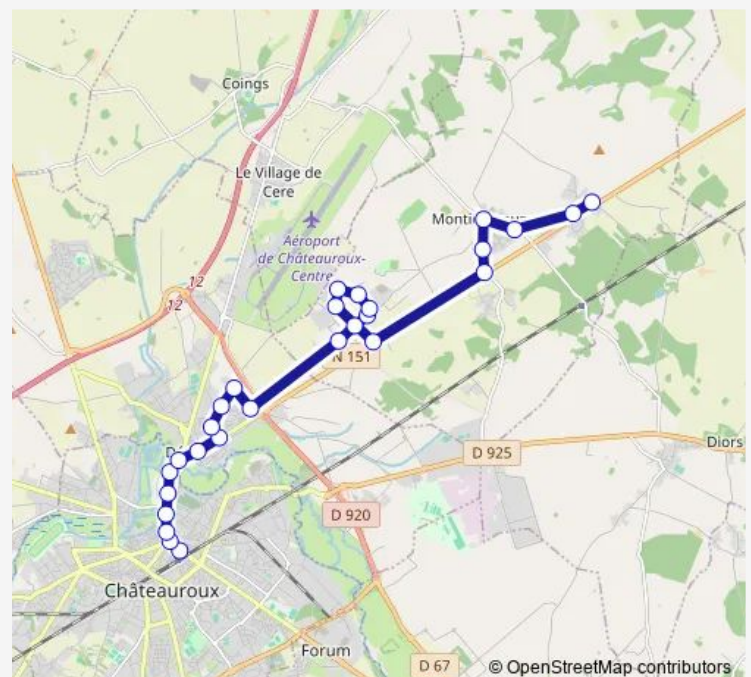 Coings
Le Village de
Cere
Aéroport
de Châteauroux-
Centre
12
12
N 151
D 925
Diors
D 920
Châteauroux
Forum
D 67
© OpenStreetMap contributors